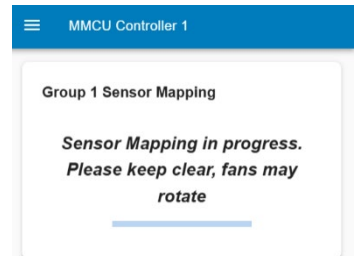 MMCU Controller 1
Group 1 Sensor Mapping
Sensor Mapping in progress.
Please keep clear, fans may
rotate